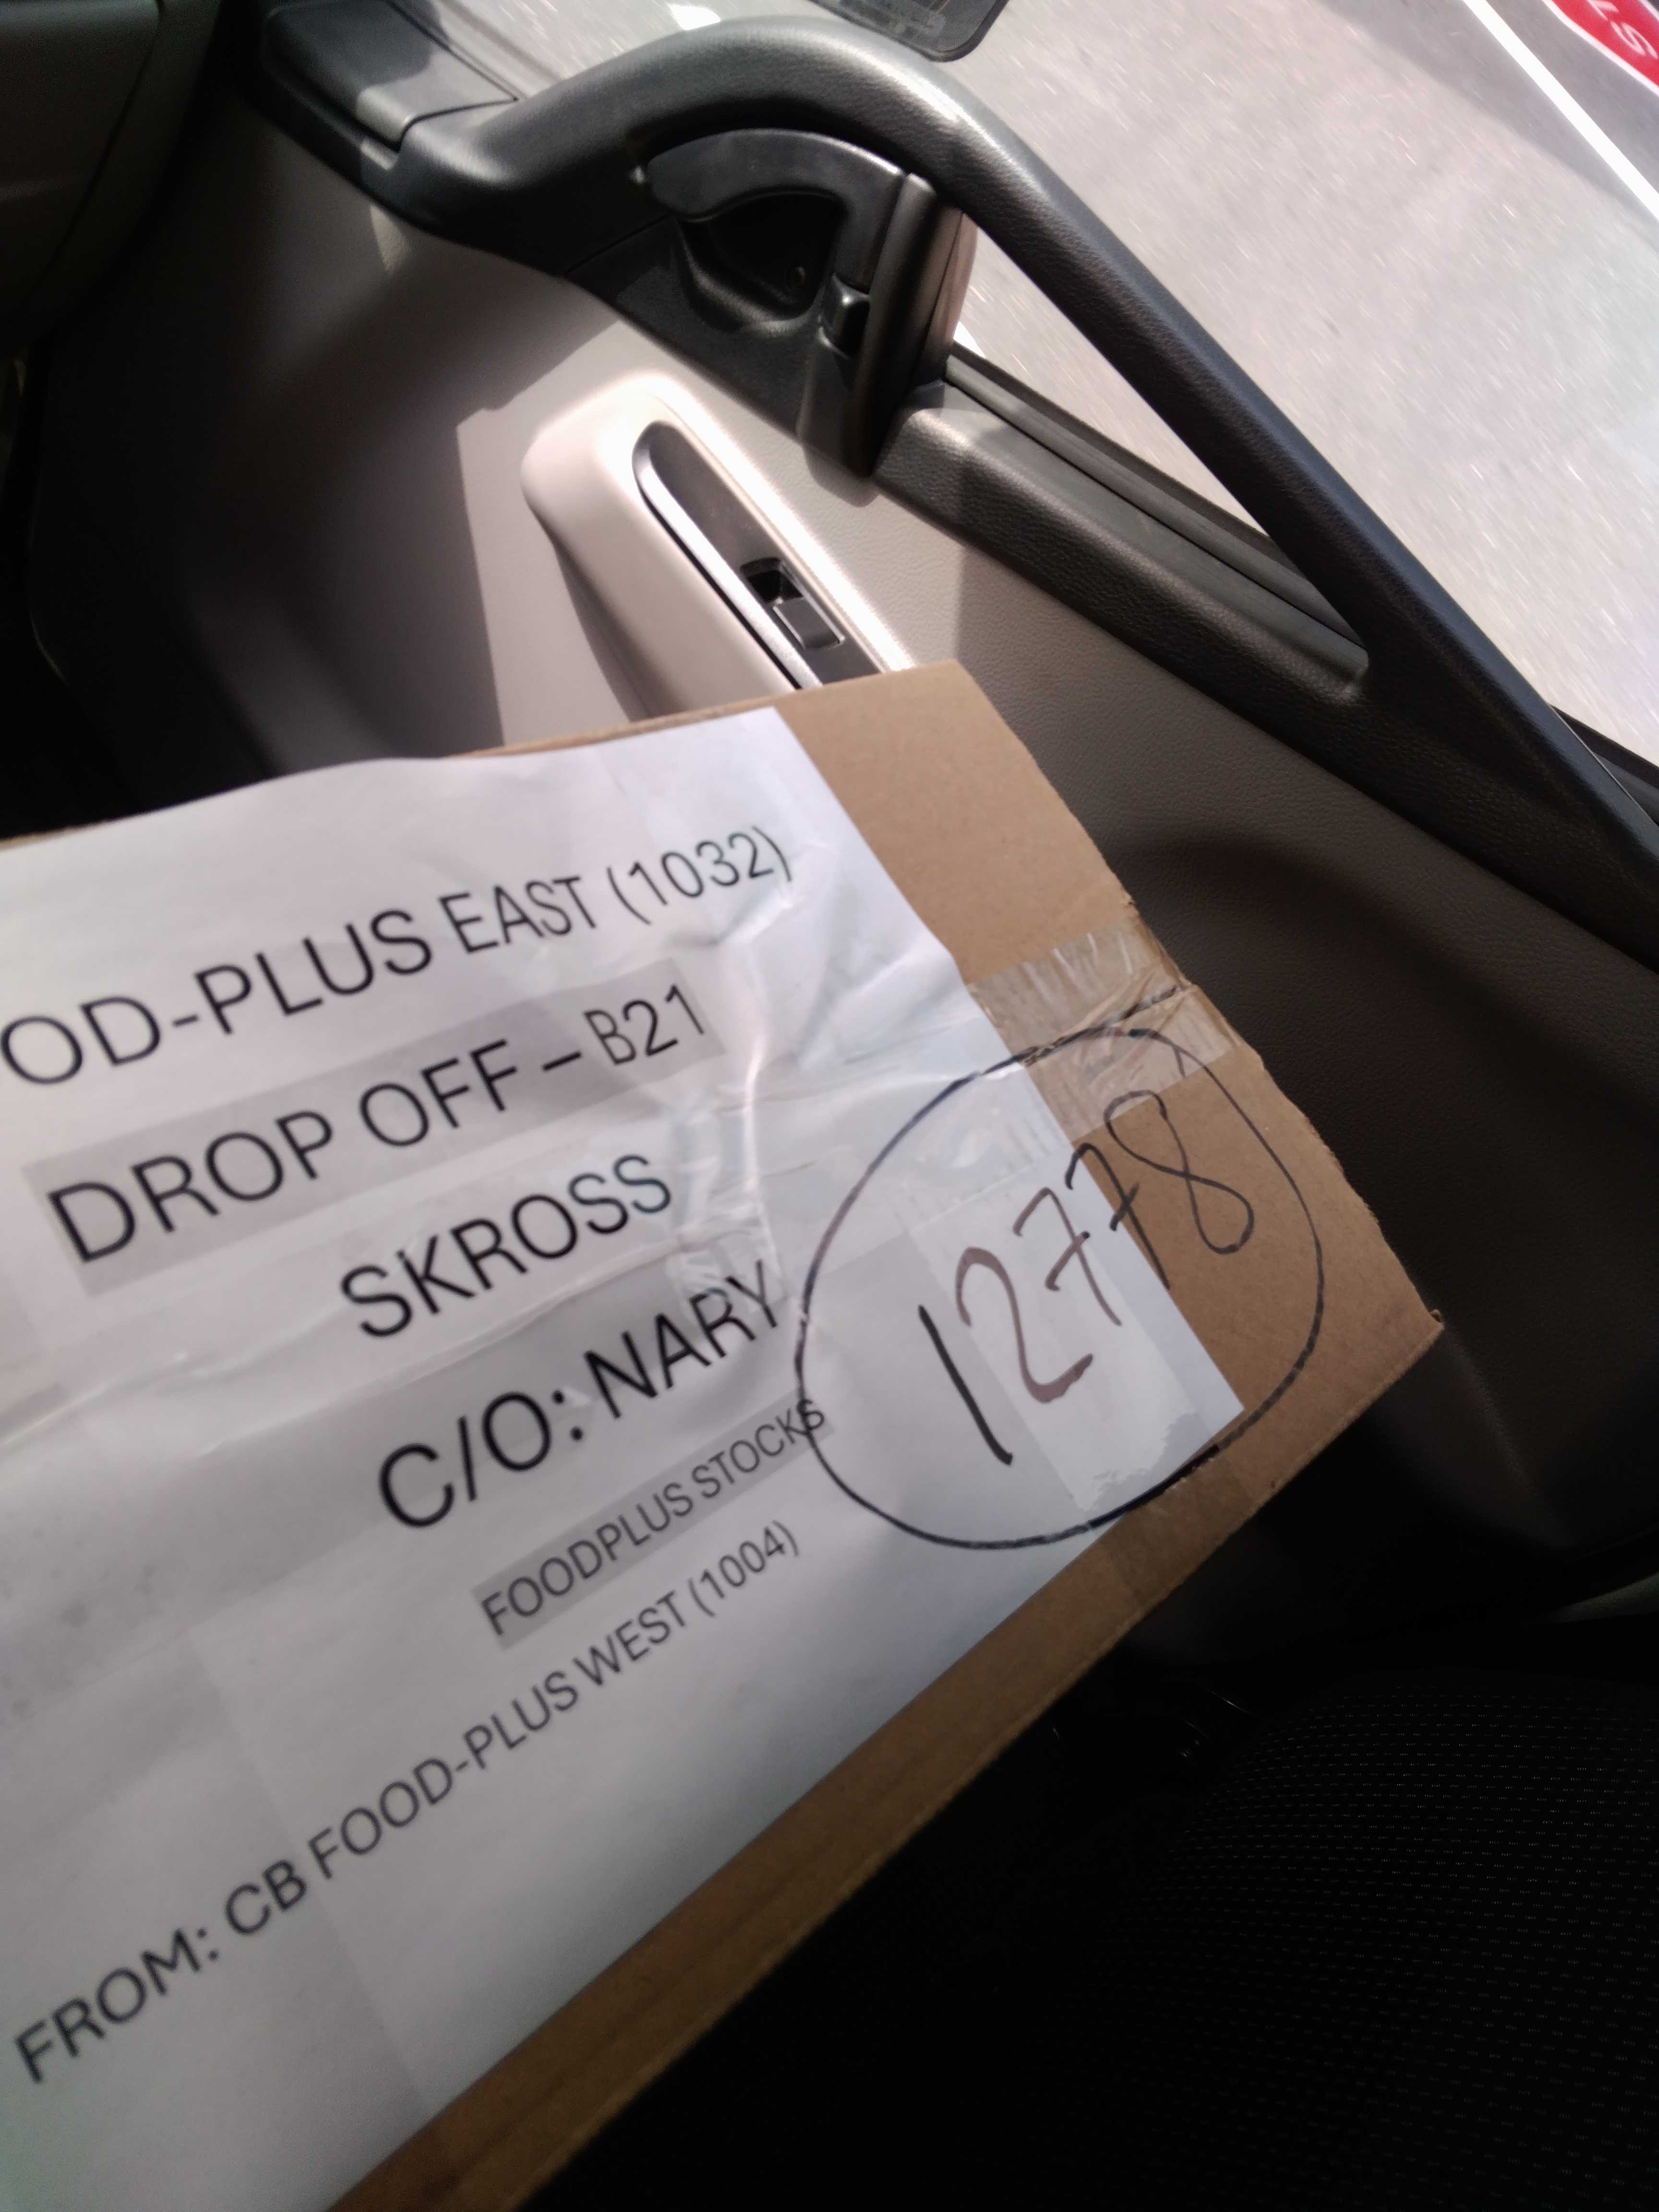 OD-PLUS EAST (1032)
DROP OFF – B21
SKROSS
C/O: NARY
FOODPLUS STOCKS
FROM: CB FOOD-PLUS WEST (1004)
12778